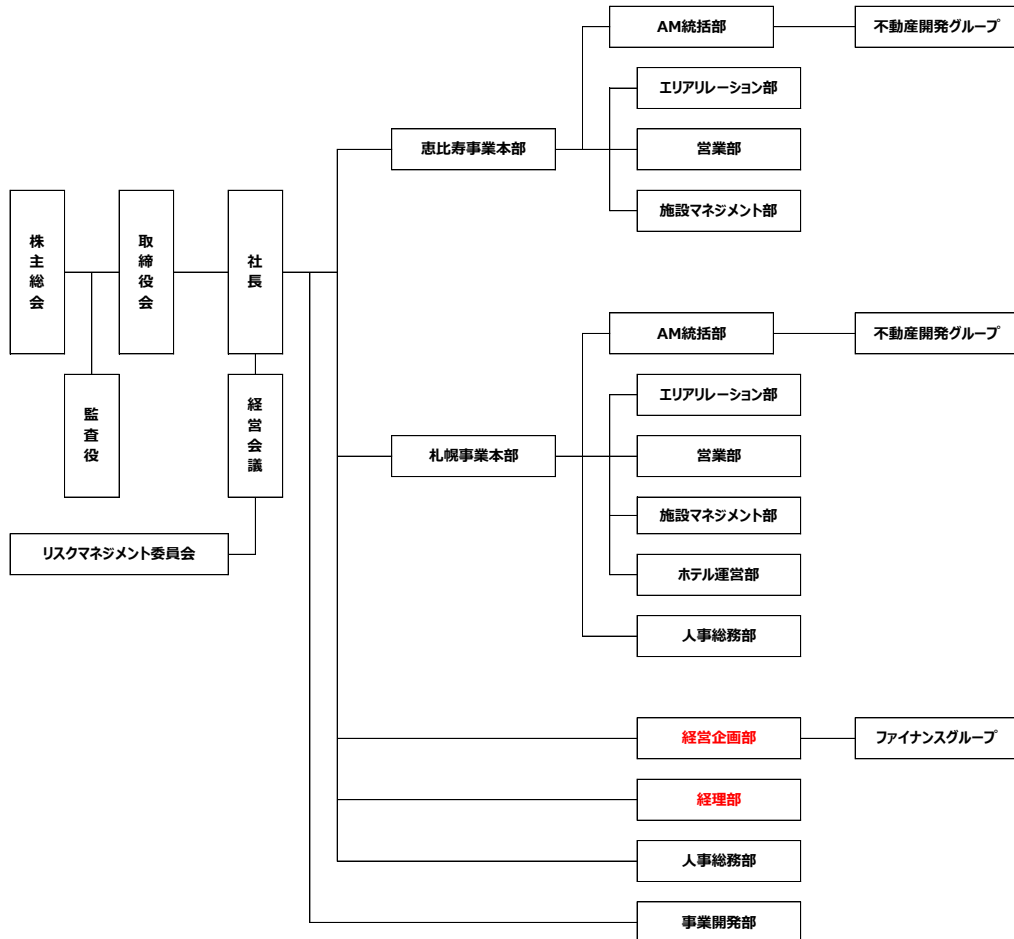 株主総会
取締役会
社長
監査役
経営会議
リスクマネジメント委員会
恵比寿事業本部
AM統括部
不動産開発グループ
エリアリレーション部
営業部
施設マネジメント部
札幌事業本部
AM統括部
不動産開発グループ
エリアリレーション部
営業部
施設マネジメント部
ホテル運営部
人事総務部
経営企画部
ファイナンスグループ
経理部
人事総務部
事業開発部